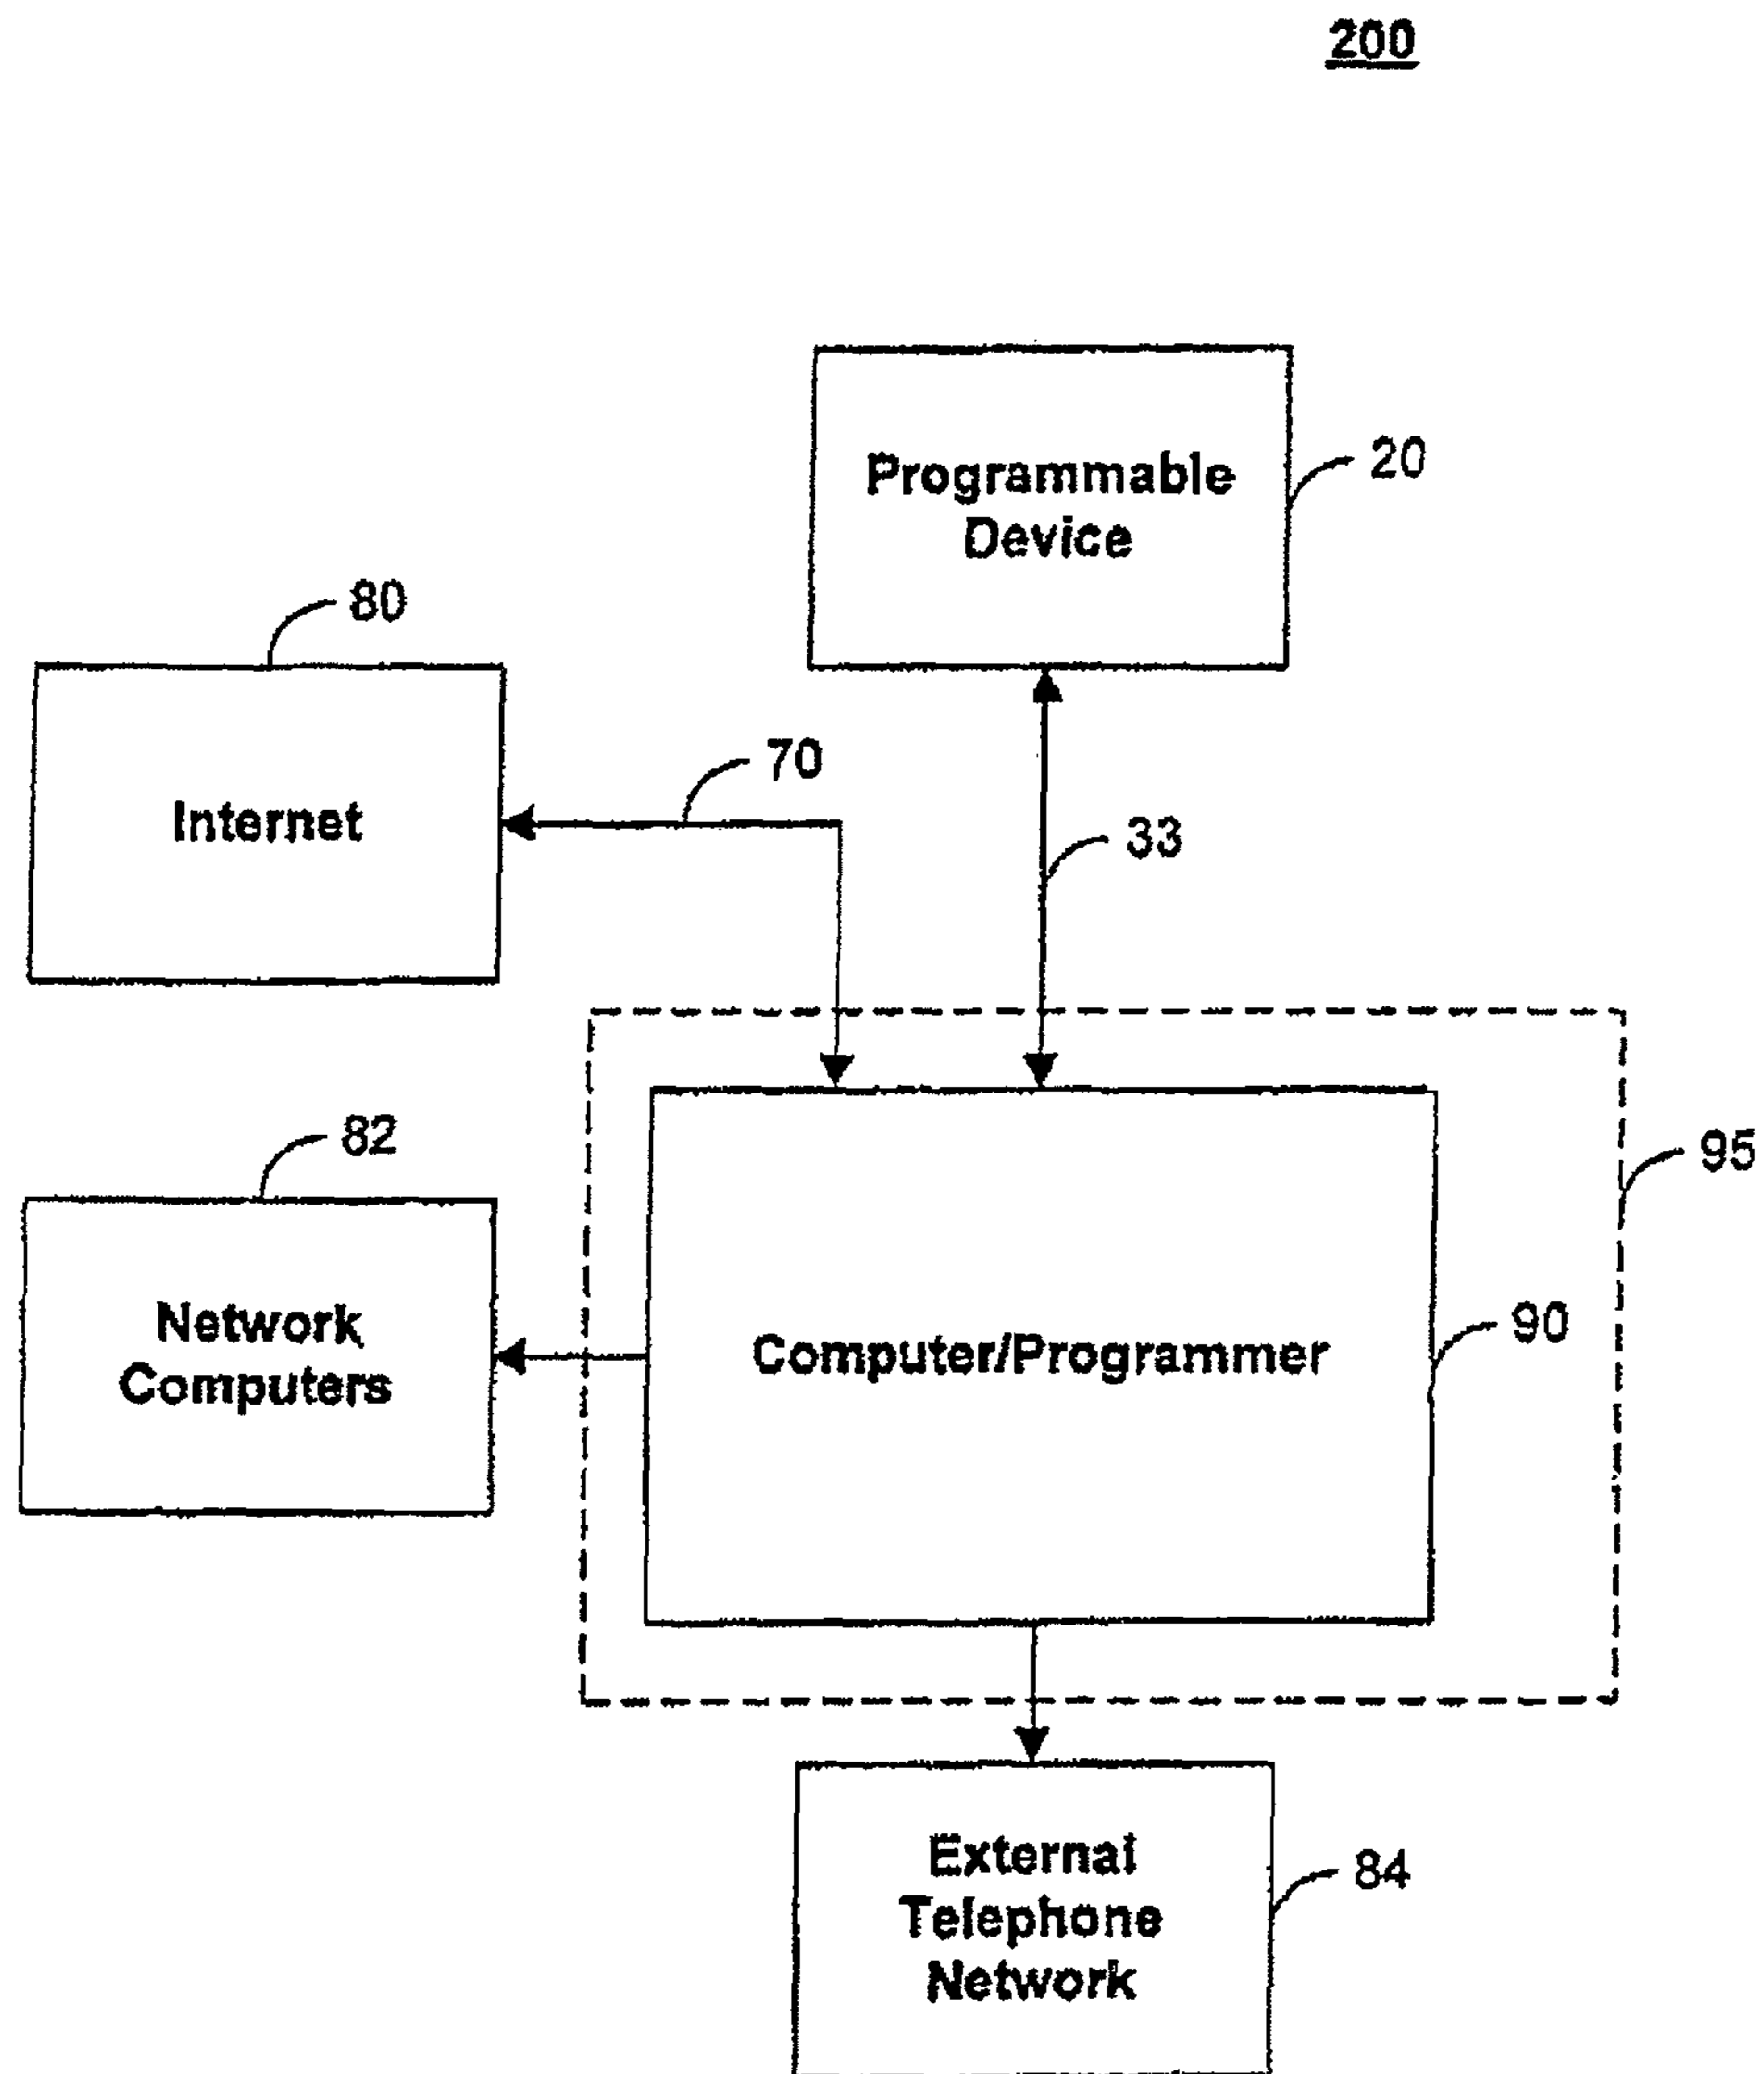 200
Programmable
Device
20
80
Internet
70
33
82
Network
Computers
95
Computer/Programmer
90
External
Telephone
Network
84